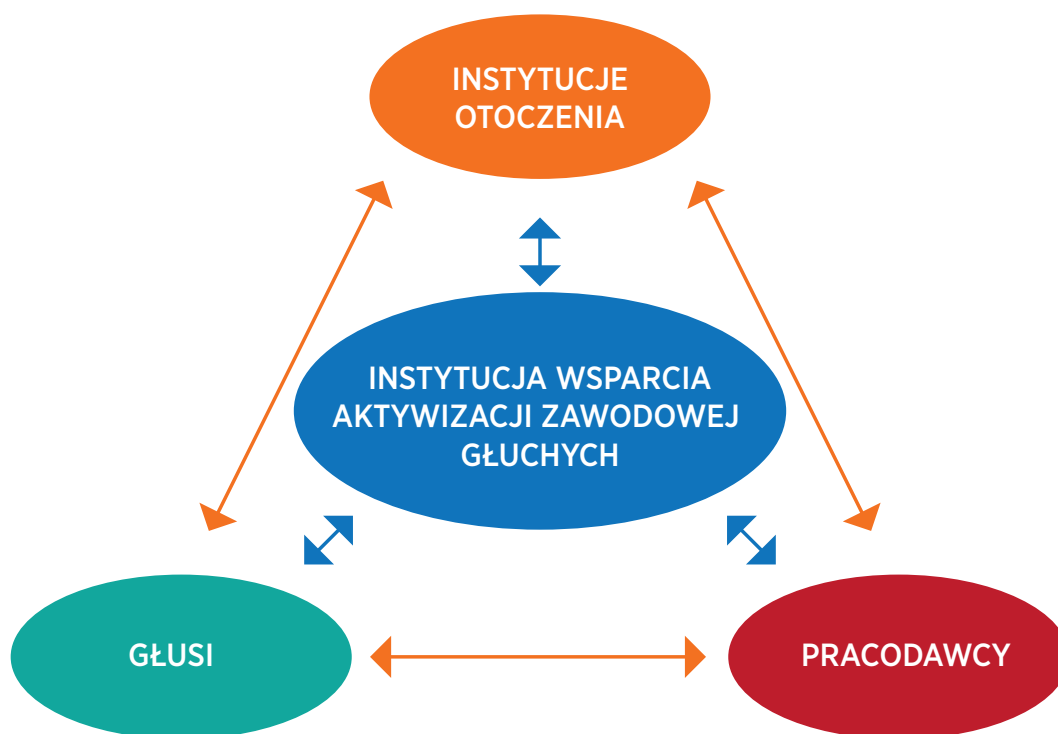 INSTYTUCJE
OTOCZENIA
INSTYTUCJA WSPARCIA
AKTYWIZACJI ZAWODOWEJ
GŁUCHYCH
GŁUSI
PRACODAWCY